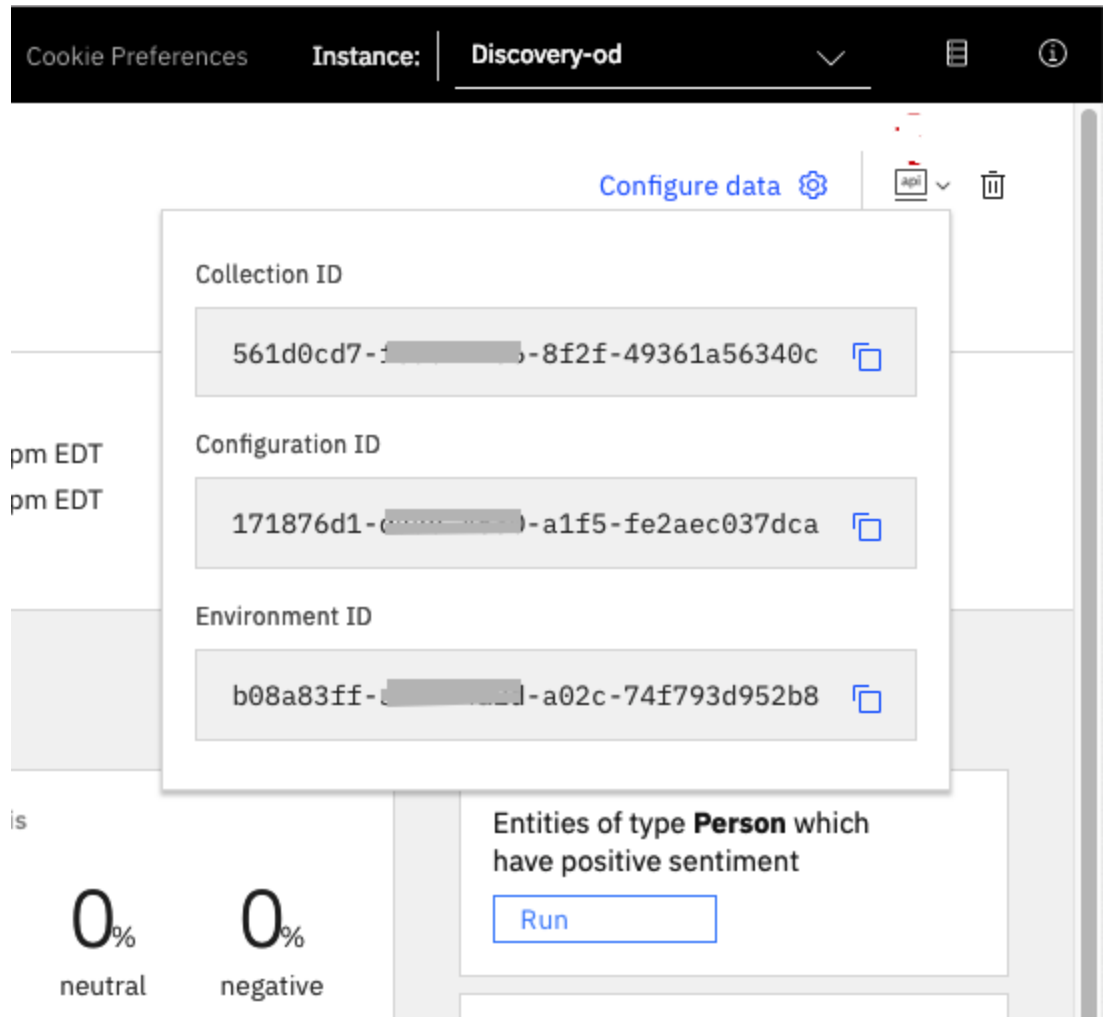 Cookie Preferences Instance: Discovery-od
Configure data api
Collection ID
561d0cd7- -8f2f-49361a56340c
Configuration ID
171876d1- -a1f5-fe2aec037dca
Environment ID
b08a83ff- -a02c-74f793d952b8
pm EDT
pm EDT
is
0% 0%
neutral negative
Entities of type Person which
have positive sentiment
Run